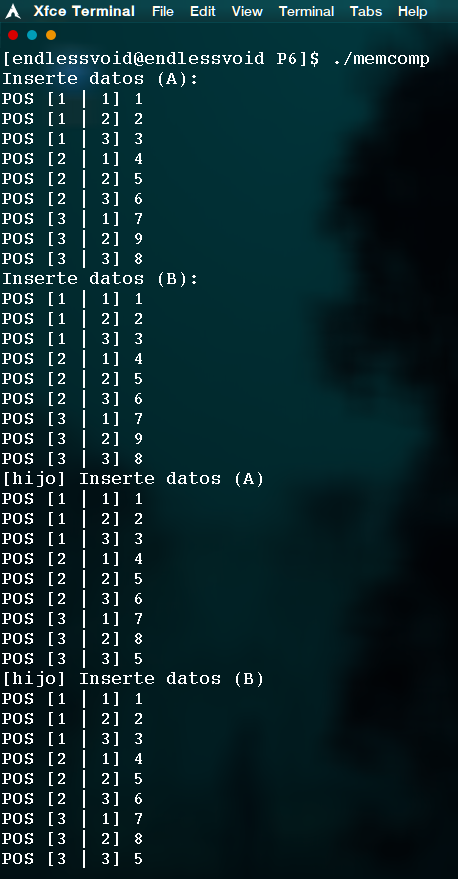 Xfce Terminal File Edit View Terminal Tabs Help
[endlessvoid@endlessvoid P6]$ ./memcomp
Inserte datos (A):
POS [1 | 1] 1
POS [1 | 2] 2
POS [1 | 3] 3
POS [2 | 1] 4
POS [2 | 2] 5
POS [2 | 3] 6
POS [3 | 1] 7
POS [3 | 2] 9
POS [3 | 3] 8
Inserte datos (B):
POS [1 | 1] 1
POS [1 | 2] 2
POS [1 | 3] 3
POS [2 | 1] 4
POS [2 | 2] 5
POS [2 | 3] 6
POS [3 | 1] 7
POS [3 | 2] 9
POS [3 | 3] 8
[hijo] Inserte datos (A)
POS [1 | 1] 1
POS [1 | 2] 2
POS [1 | 3] 3
POS [2 | 1] 4
POS [2 | 2] 5
POS [2 | 3] 6
POS [3 | 1] 7
POS [3 | 2] 8
POS [3 | 3] 5
[hijo] Inserte datos (B)
POS [1 | 1] 1
POS [1 | 2] 2
POS [1 | 3] 3
POS [2 | 1] 4
POS [2 | 2] 5
POS [2 | 3] 6
POS [3 | 1] 7
POS [3 | 2] 8
POS [3 | 3] 5